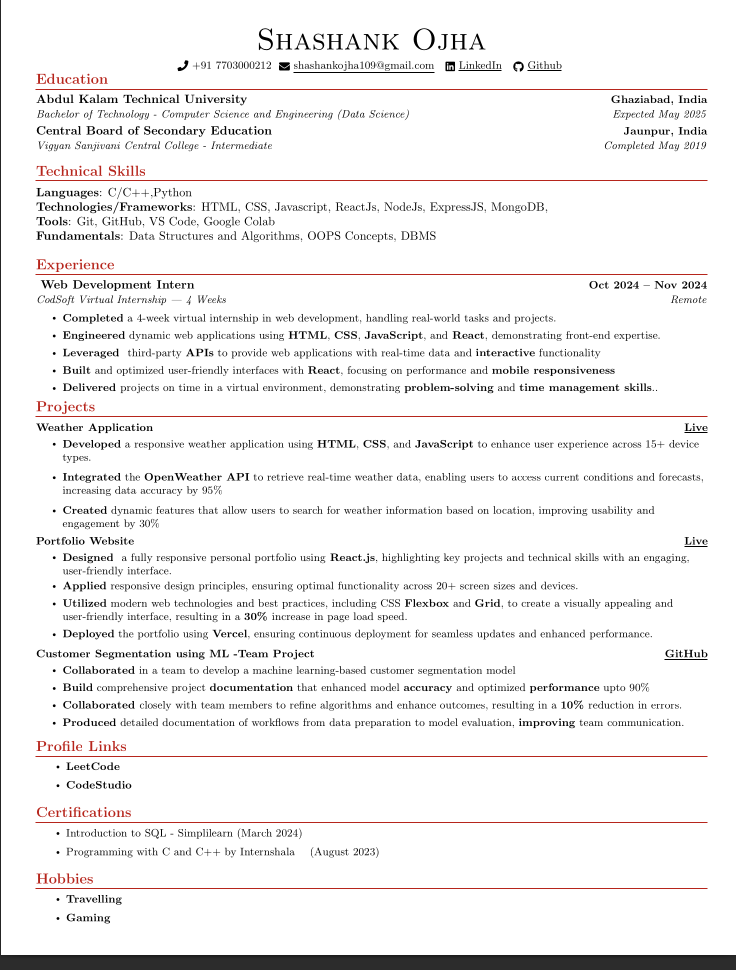 Shashank Ojha
+91 7703000212 shashankojha109@gmail.com LinkedIn Github
Education
Abdul Kalam Technical University Ghaziabad, India
Bachelor of Technology - Computer Science and Engineering (Data Science) Expected May 2025
Central Board of Secondary Education Jaunpur, India
Vigyan Sanjivani Central College - Intermediate Completed May 2019
Technical Skills
Languages: C/C++,Python
Technologies/Frameworks: HTML, CSS, Javascript, ReactJs, NodeJs, ExpressJS, MongoDB,
Tools: Git, GitHub, VS Code, Google Colab
Fundamentals: Data Structures and Algorithms, OOPS Concepts, DBMS
Experience
Web Development Intern Oct 2024 – Nov 2024
CodSoft Virtual Internship — 4 Weeks Remote
• Completed a 4-week virtual internship in web development, handling real-world tasks and projects.
• Engineered dynamic web applications using HTML, CSS, JavaScript, and React, demonstrating front-end expertise.
• Leveraged third-party APIs to provide web applications with real-time data and interactive functionality
• Built and optimized user-friendly interfaces with React, focusing on performance and mobile responsiveness
• Delivered projects on time in a virtual environment, demonstrating problem-solving and time management skills..
Projects
Weather Application Live
• Developed a responsive weather application using HTML, CSS, and JavaScript to enhance user experience across 15+ device
types.
• Integrated the OpenWeather API to retrieve real-time weather data, enabling users to access current conditions and forecasts,
increasing data accuracy by 95%
• Created dynamic features that allow users to search for weather information based on location, improving usability and
engagement by 30%
Portfolio Website Live
• Designed a fully responsive personal portfolio using React.js, highlighting key projects and technical skills with an engaging,
user-friendly interface.
• Applied responsive design principles, ensuring optimal functionality across 20+ screen sizes and devices.
• Utilized modern web technologies and best practices, including CSS Flexbox and Grid, to create a visually appealing and
user-friendly interface, resulting in a 30% increase in page load speed.
• Deployed the portfolio using Vercel, ensuring continuous deployment for seamless updates and enhanced performance.
Customer Segmentation using ML -Team Project GitHub
• Collaborated in a team to develop a machine learning-based customer segmentation model
• Build comprehensive project documentation that enhanced model accuracy and optimized performance upto 90%
• Collaborated closely with team members to refine algorithms and enhance outcomes, resulting in a 10% reduction in errors.
• Produced detailed documentation of workflows from data preparation to model evaluation, improving team communication.
Profile Links
• LeetCode
• CodeStudio
Certifications
• Introduction to SQL - Simplilearn (March 2024)
• Programming with C and C++ by Internshala (August 2023)
Hobbies
• Travelling
• Gaming